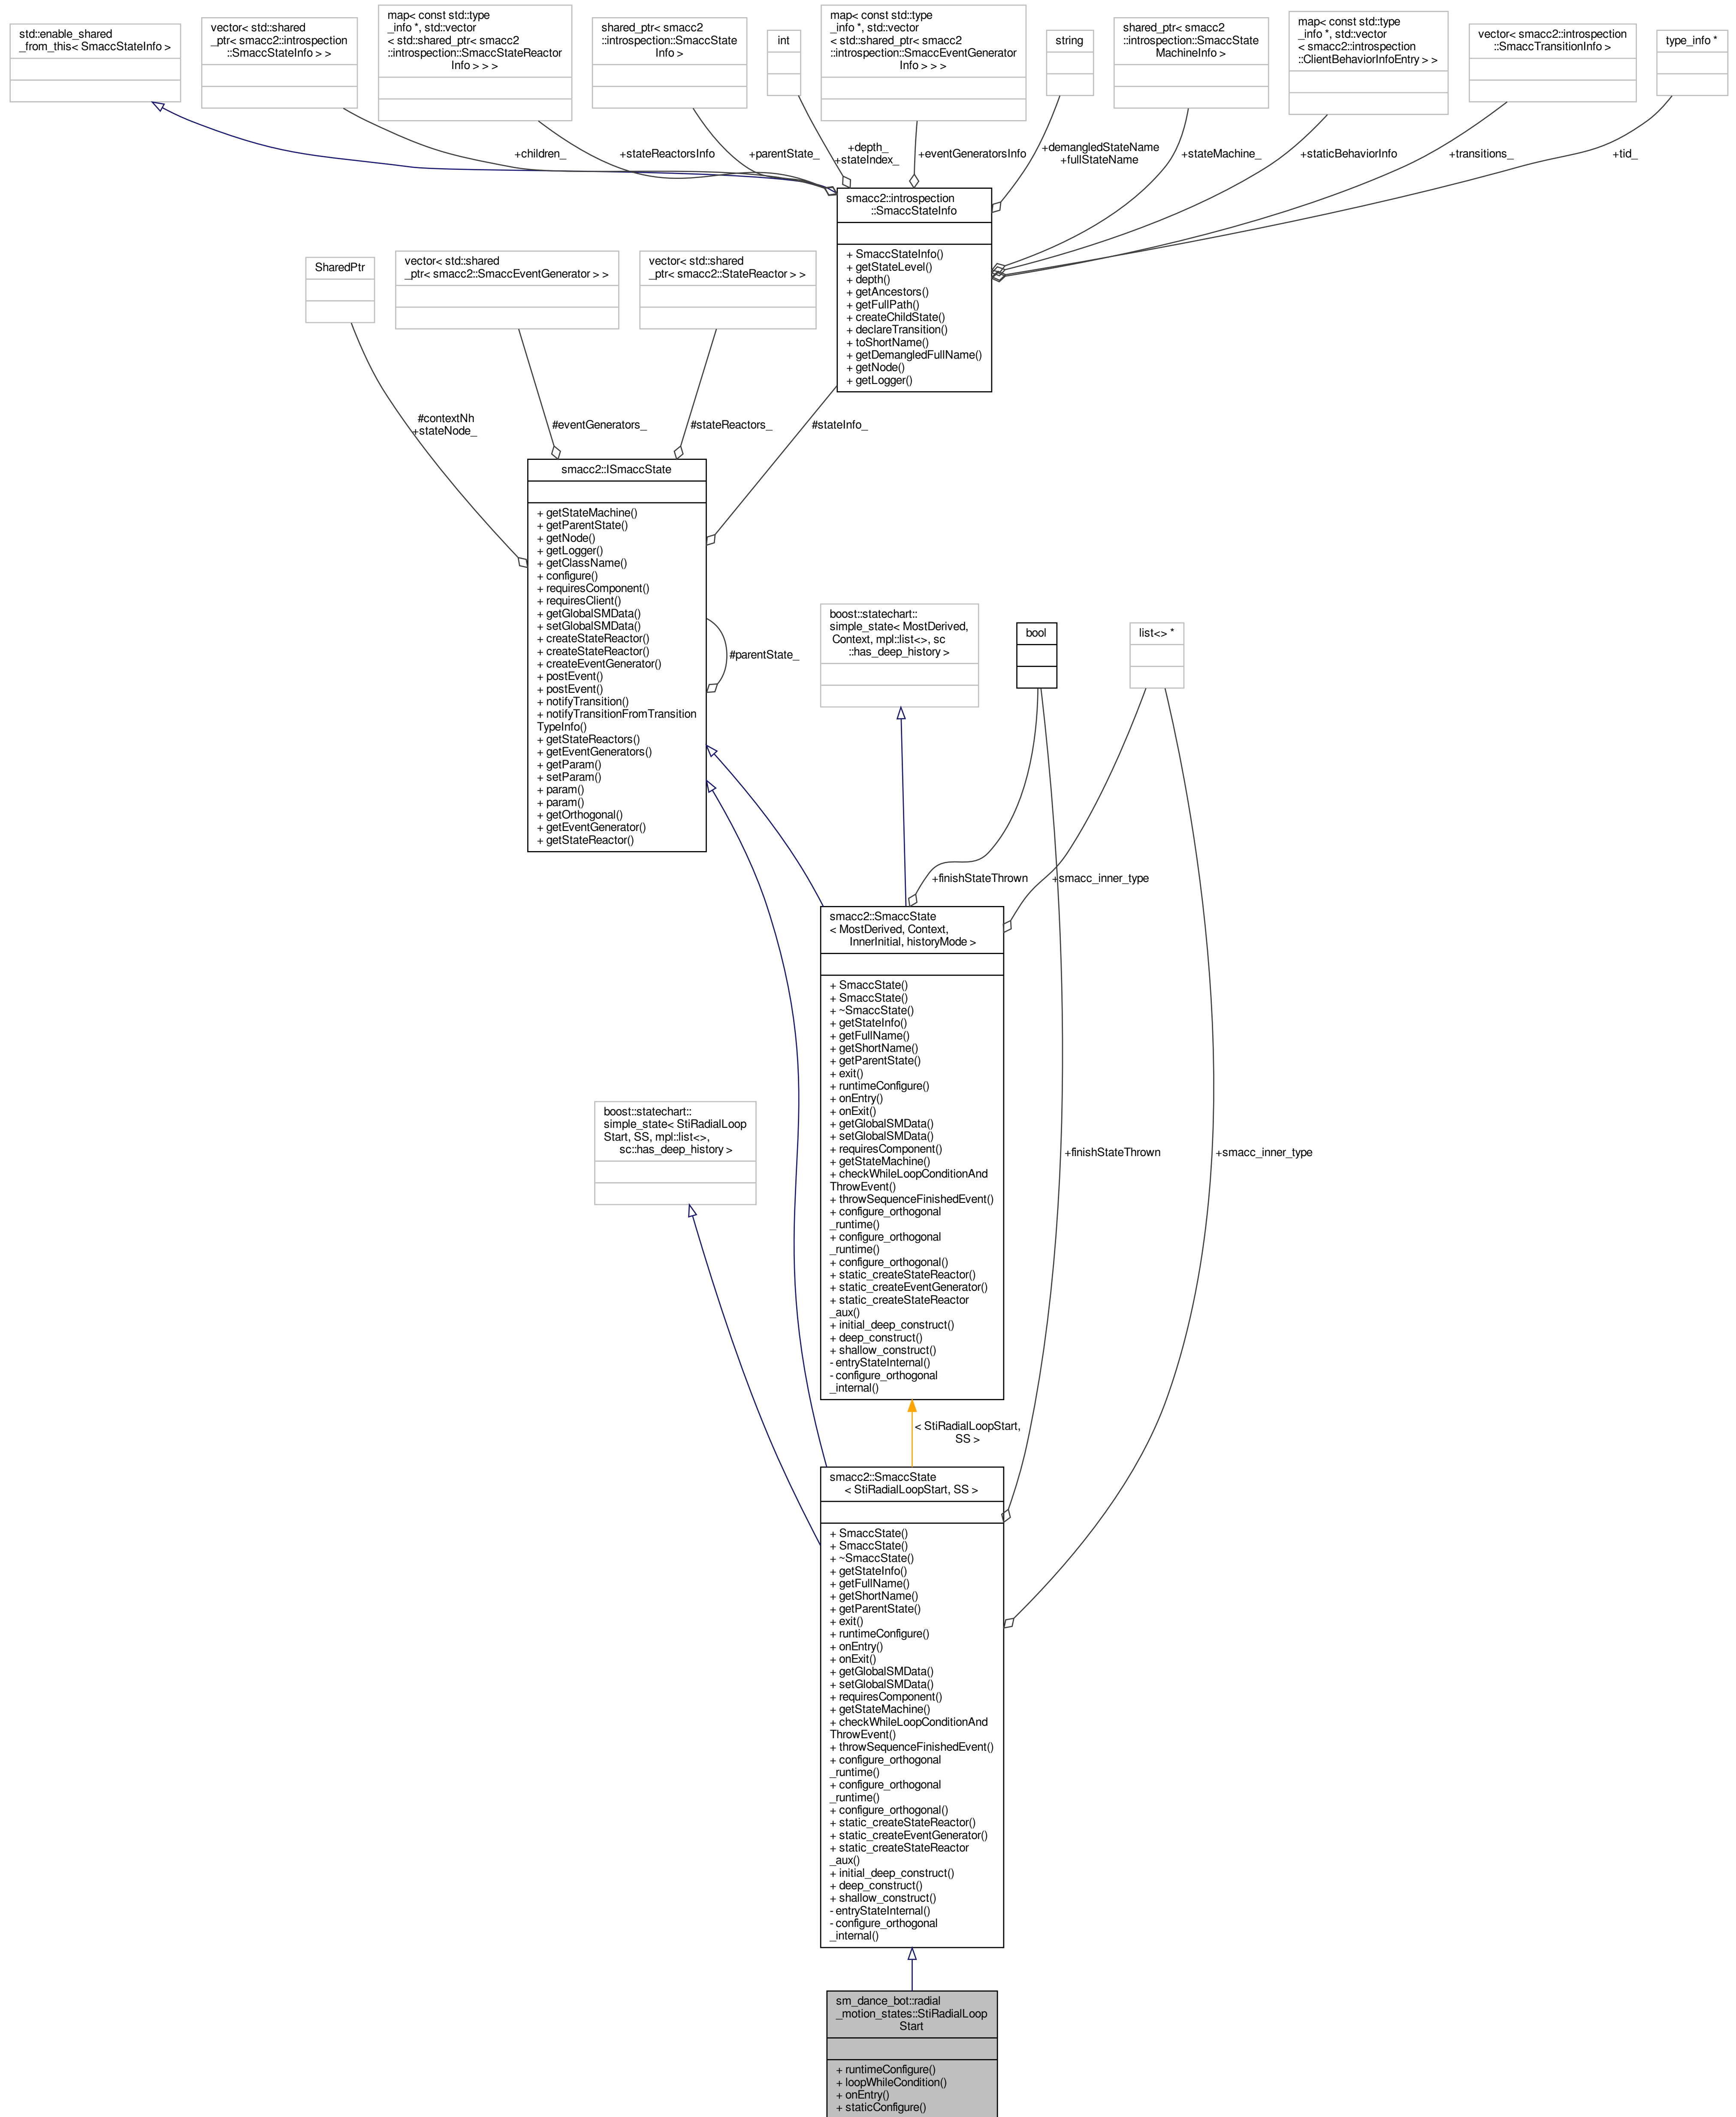 std::enable_shared
_from_this< SmaccStateInfo >
vector< std::shared
_ptr< smacc2::introspection
::SmaccStateInfo > >
map< const std::type
_info *, std::vector
< std::shared_ptr< smacc2
::introspection::SmaccStateReactor
Info > > >
shared_ptr< smacc2
::introspection::SmaccState
Info >
int
map< const std::type
_info *, std::vector
< std::shared_ptr< smacc2
::introspection::SmaccEventGenerator
Info > > >
string
shared_ptr< smacc2
::introspection::SmaccState
MachineInfo >
map< const std::type
_info *, std::vector
< smacc2::introspection
::ClientBehaviorInfoEntry > >
vector< smacc2::introspection
::SmaccTransitionInfo >
type_info *
+children_
+stateReactorsInfo
+parentState_
+depth_
+stateIndex_
+eventGeneratorsInfo
+demangledStateName
+fullStateName
+stateMachine_
+staticBehaviorInfo
+transitions_
+tid_
smacc2::introspection
::SmaccStateInfo
+ SmaccStateInfo()
+ getStateLevel()
+ depth()
+ getAncestors()
+ getFullPath()
+ createChildState()
+ declareTransition()
+ toShortName()
+ getDemangledFullName()
+ getNode()
+ getLogger()
SharedPtr
vector< std::shared
_ptr< smacc2::SmaccEventGenerator > >
vector< std::shared
_ptr< smacc2::StateReactor > >
#contextNh
+stateNode_
#eventGenerators_
#stateReactors_
#stateInfo_
smacc2::ISmaccState
+ getStateMachine()
+ getParentState()
+ getNode()
+ getLogger()
+ getClassName()
+ configure()
+ requiresComponent()
+ requiresClient()
+ getGlobalSMData()
+ setGlobalSMData()
+ createStateReactor()
+ createStateReactor()
+ createEventGenerator()
+ postEvent()
+ postEvent()
+ notifyTransition()
+ notifyTransitionFromTransition
TypeInfo()
+ getStateReactors()
+ getEventGenerators()
+ getParam()
+ setParam()
+ param()
+ param()
+ getOrthogonal()
+ getEventGenerator()
+ getStateReactor()
#parentState_
boost::statechart::
simple_state< MostDerived,
Context, mpl::list<>, sc
::has_deep_history >
bool
list<> *
+finishStateThrown
+smacc_inner_type
smacc2::SmaccState
< MostDerived, Context,
InnerInitial, historyMode >
+ SmaccState()
+ SmaccState()
+ ~SmaccState()
+ getStateInfo()
+ getFullName()
+ getShortName()
+ getParentState()
+ exit()
+ runtimeConfigure()
+ onEntry()
+ onExit()
+ getGlobalSMData()
+ setGlobalSMData()
+ requiresComponent()
+ getStateMachine()
+ checkWhileLoopConditionAnd
ThrowEvent()
+ throwSequenceFinishedEvent()
+ configure_orthogonal
_runtime()
+ configure_orthogonal
_runtime()
+ configure_orthogonal()
+ static_createStateReactor()
+ static_createEventGenerator()
+ static_createStateReactor
_aux()
+ initial_deep_construct()
+ deep_construct()
+ shallow_construct()
- entryStateInternal()
- configure_orthogonal
_internal()
boost::statechart::
simple_state< StiRadialLoop
Start, SS, mpl::list<>,
sc::has_deep_history >
+finishStateThrown
+smacc_inner_type
< StiRadialLoopStart,
SS >
smacc2::SmaccState
< StiRadialLoopStart, SS >
+ SmaccState()
+ SmaccState()
+ ~SmaccState()
+ getStateInfo()
+ getFullName()
+ getShortName()
+ getParentState()
+ exit()
+ runtimeConfigure()
+ onEntry()
+ onExit()
+ getGlobalSMData()
+ setGlobalSMData()
+ requiresComponent()
+ getStateMachine()
+ checkWhileLoopConditionAnd
ThrowEvent()
+ throwSequenceFinishedEvent()
+ configure_orthogonal
_runtime()
+ configure_orthogonal
_runtime()
+ configure_orthogonal()
+ static_createStateReactor()
+ static_createEventGenerator()
+ static_createStateReactor
_aux()
+ initial_deep_construct()
+ deep_construct()
+ shallow_construct()
- entryStateInternal()
- configure_orthogonal
_internal()
sm_dance_bot::radial
_motion_states::StiRadialLoop
Start
+ runtimeConfigure()
+ loopWhileCondition()
+ onEntry()
+ staticConfigure()